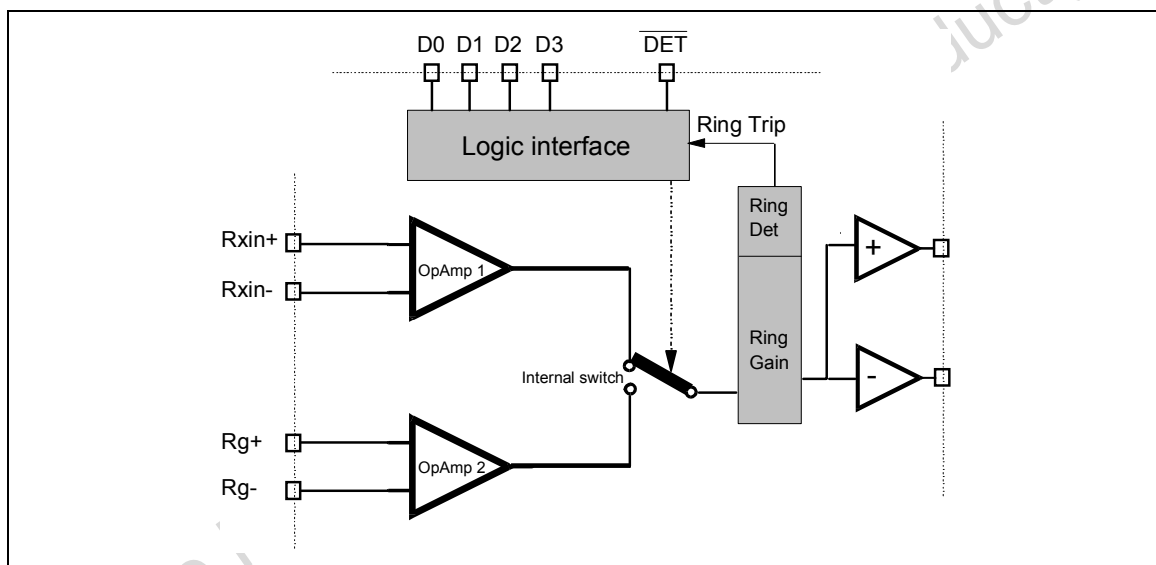 D0 D1 D2 D3 DET
Logic interface
Ring Trip
Ring
Det
Rxin+
Rxin-
OpAmp 1
+
Internal switch
Ring
Gain
-
Rg+
Rg-
OpAmp 2